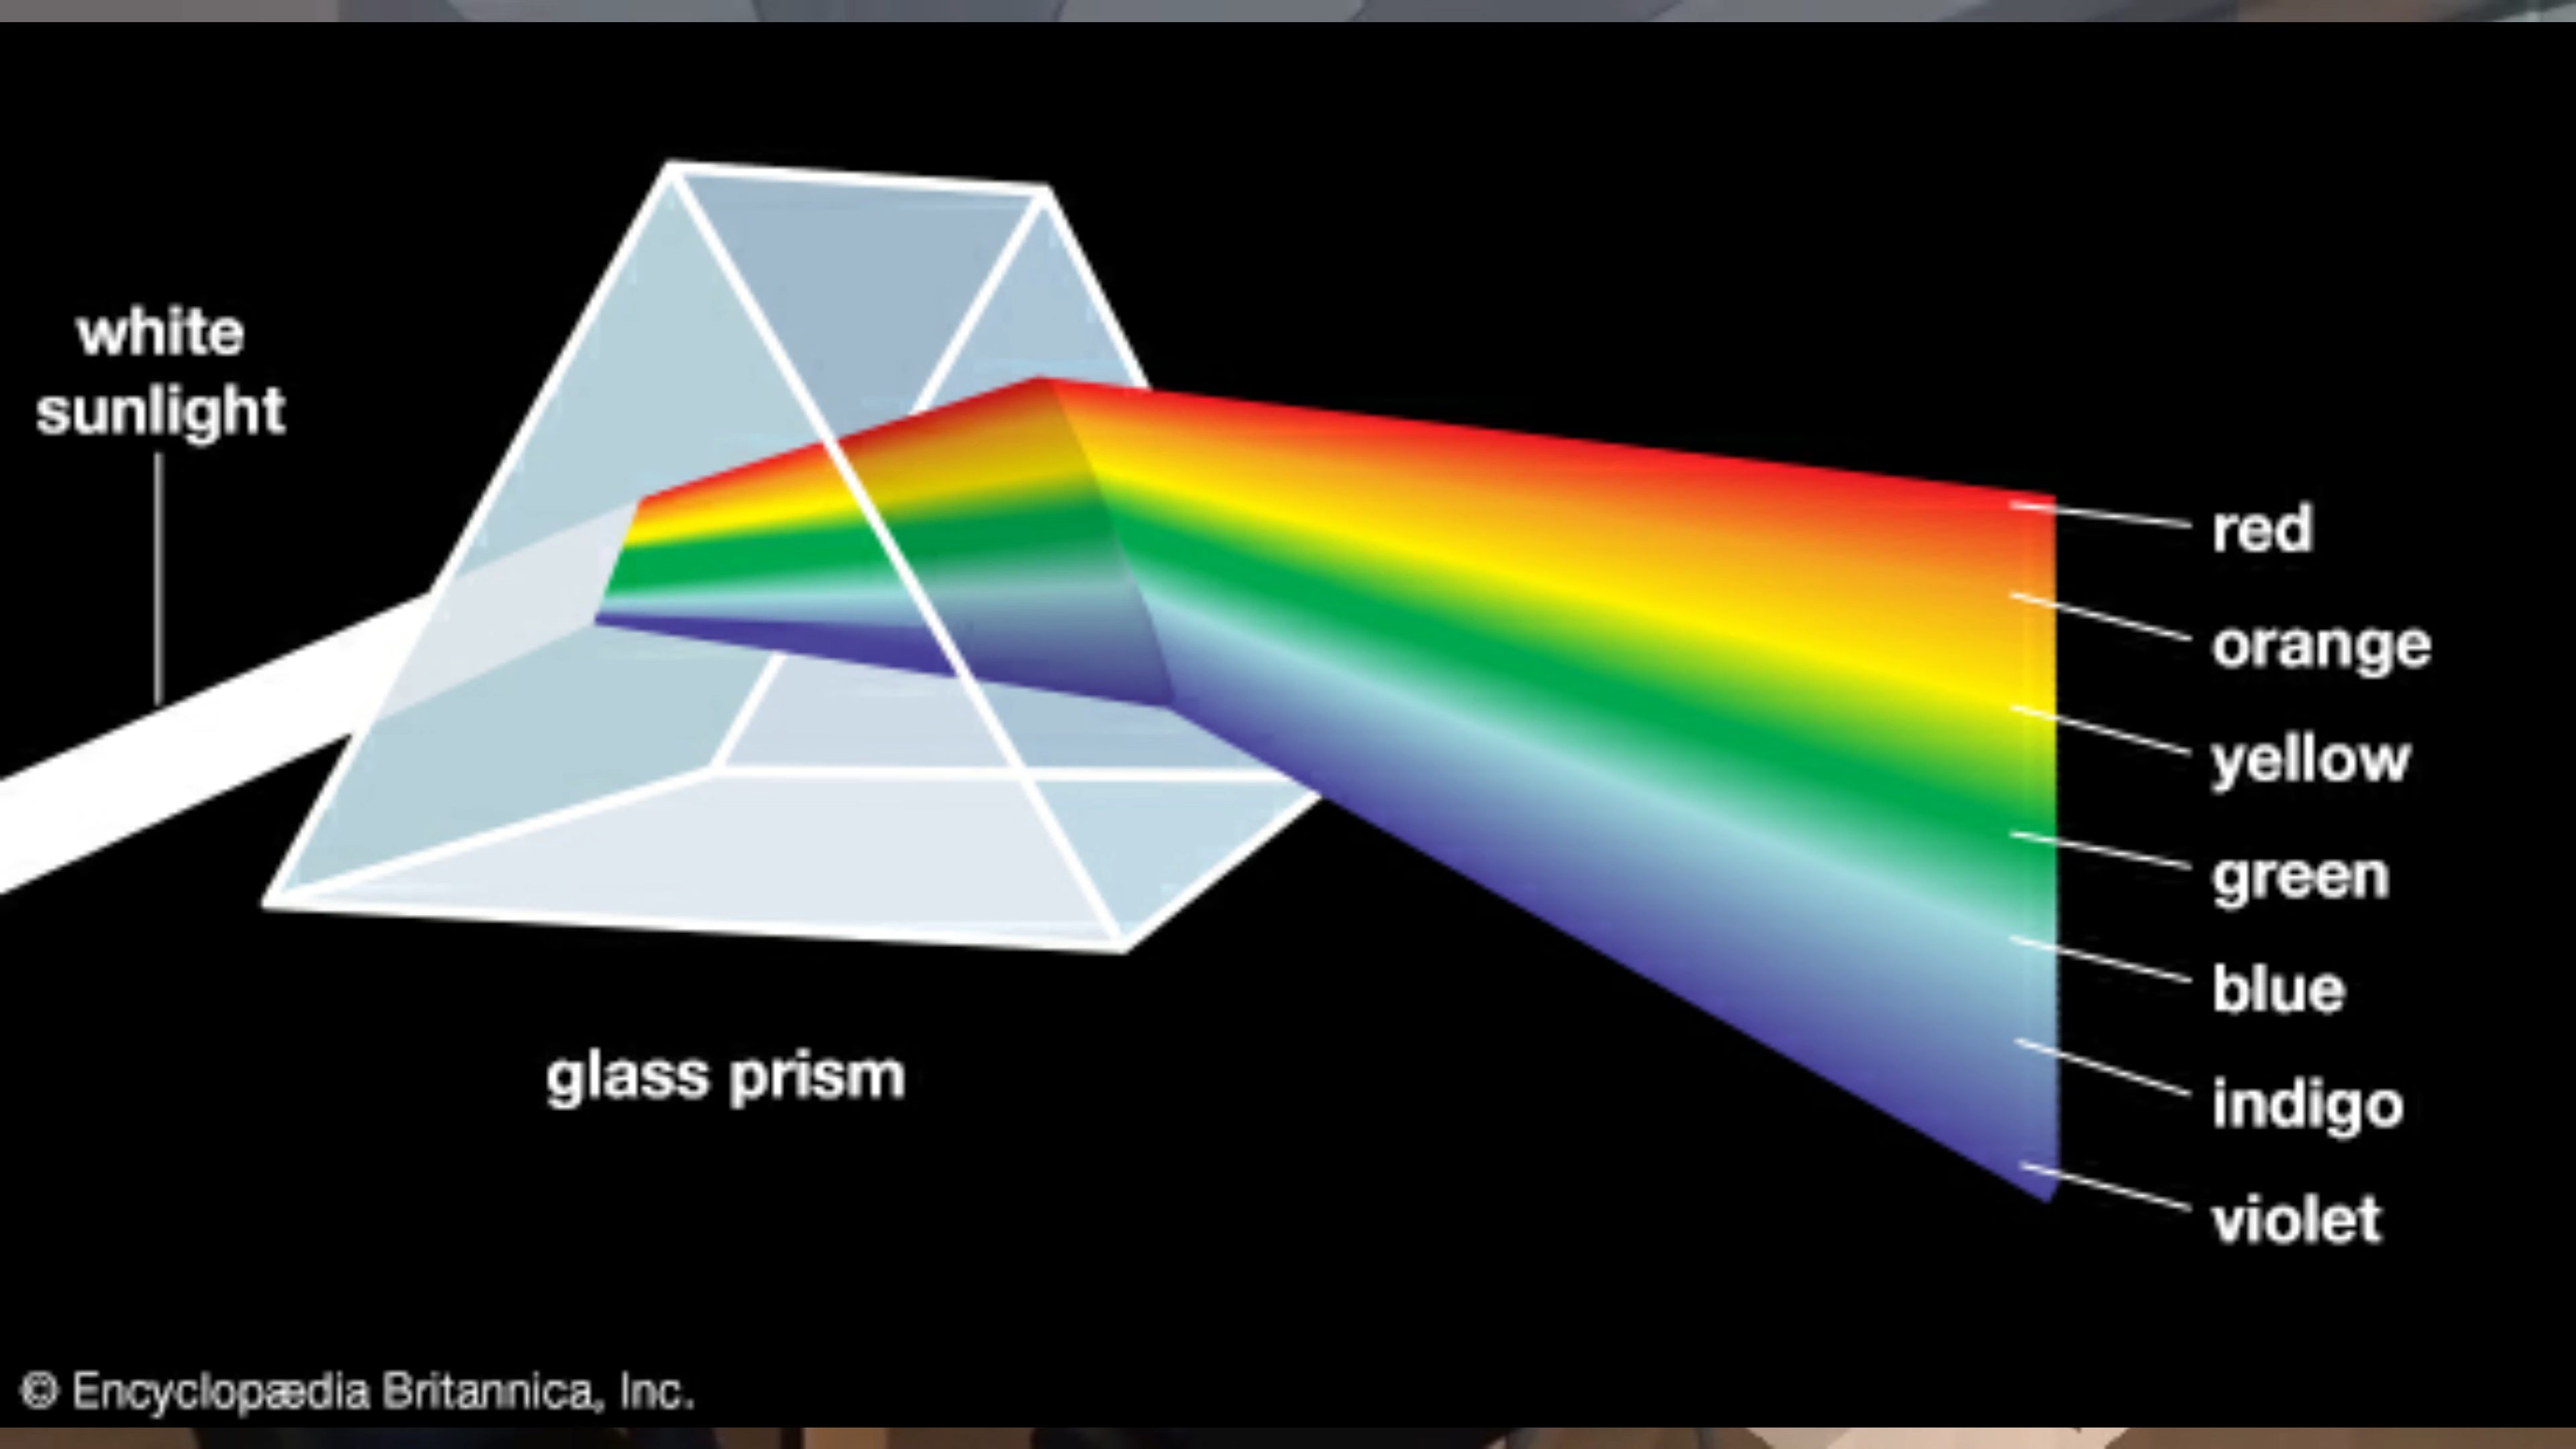 white
sunlight
glass prism
red
orange
yellow
green
blue
indigo
violet
© Encyclopædia Britannica, Inc.